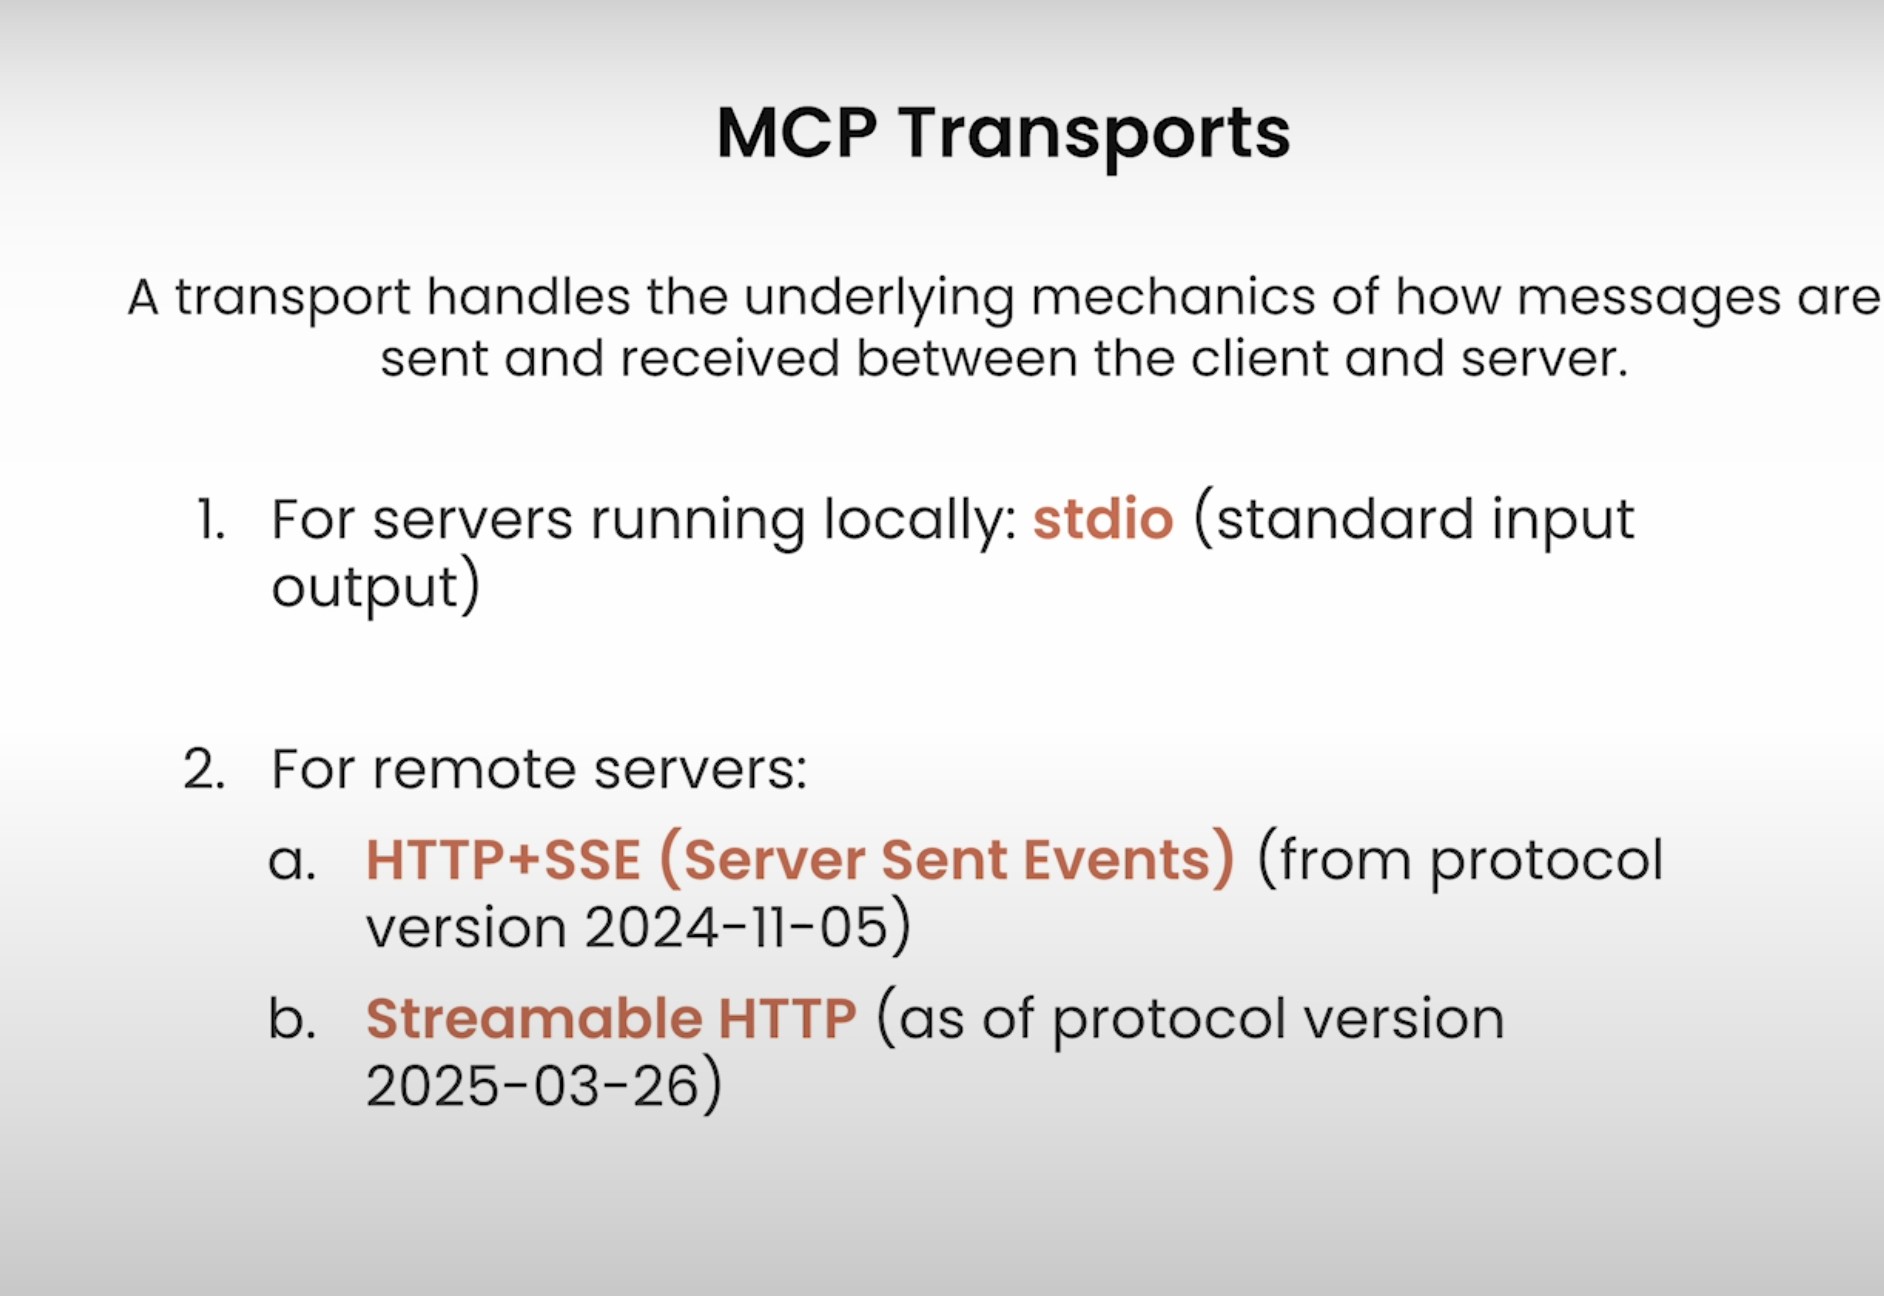 MCP Transports
A transport handles the underlying mechanics of how messages are
sent and received between the client and server.
1. For servers running locally: stdio (standard input
output)
2. For remote servers:
a. HTTP+SSE (Server Sent Events) (from protocol
version 2024-11-05)
b. Streamable HTTP (as of protocol version
2025-03-26)